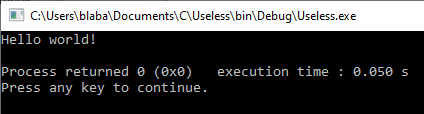 C:\Users\blaba\Documents\C\Useless\bin\Debug\Useless.exe
Hello world!
Process returned 0 (0x0)   execution time : 0.050 s
Press any key to continue.